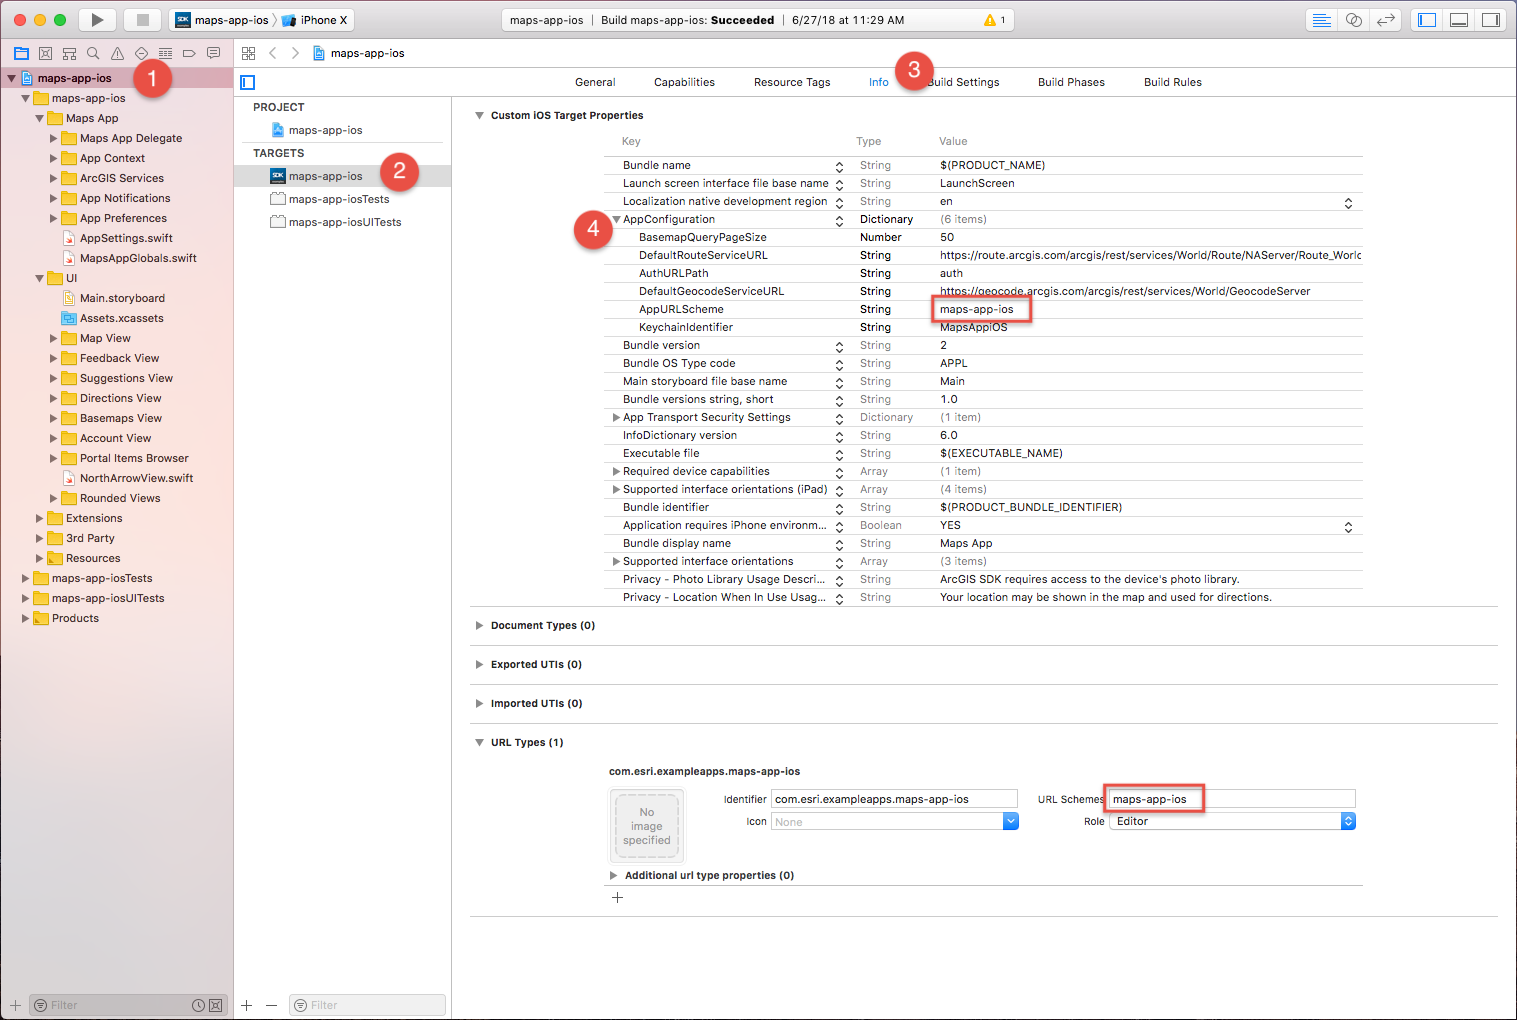 maps-app-ios iPhone X
maps-app-ios | Build maps-app-ios: Succeeded | 6/27/18 at 11:29 AM 1
maps-app-ios
maps-app-ios 1
maps-app-ios
Maps App
Maps App Delegate
App Context
ArcGIS Services
App Notifications
App Preferences
AppSettings.swift
MapsAppGlobals.swift
UI
Main.storyboard
Assets.xcassets
Map View
Feedback View
Suggestions View
Directions View
Basemaps View
Account View
Portal Items Browser
NorthArrowView.swift
Rounded Views
Extensions
3rd Party
Resources
maps-app-iosTests
maps-app-iosUITests
Products
Filter
PROJECT
maps-app-ios
TARGETS
SDK maps-app-ios 2
maps-app-iosTests
maps-app-iosUITests
Filter
General Capabilities Resource Tags Info 3 Build Settings Build Phases Build Rules
Custom iOS Target Properties
Key Type Value
Bundle name String $(PRODUCT_NAME)
Launch screen interface file base name String LaunchScreen
Localization native development region String en
4 AppConfiguration Dictionary (6 items)
BasemapQueryPageSize Number 50
DefaultRouteServiceURL String https://route.arcgis.com/arcgis/rest/services/World/Route/NAServer/Route_World
AuthURLPath String auth
DefaultGeocodeServiceURL String https://geocode.arcgis.com/arcgis/rest/services/World/GeocodeServer
AppURLScheme String maps-app-ios
KeychainIdentifier String MapsAppiOS
Bundle version String 2
Bundle OS Type code String APPL
Main storyboard file base name String Main
Bundle versions string, short String 1.0
App Transport Security Settings Dictionary (1 item)
InfoDictionary version String 6.0
Executable file String $(EXECUTABLE_NAME)
Required device capabilities Array (1 item)
Supported interface orientations (iPad) Array (4 items)
Bundle identifier String $(PRODUCT_BUNDLE_IDENTIFIER)
Application requires iPhone environm... Boolean YES
Bundle display name String Maps App
Supported interface orientations Array (3 items)
Privacy - Photo Library Usage Descri... String ArcGIS SDK requires access to the device's photo library.
Privacy - Location When In Use Usag... String Your location may be shown in the map and used for directions.
Document Types (0)
Exported UTIs (0)
Imported UTIs (0)
URL Types (1)
com.esri.exampleapps.maps-app-ios
No
image
specified
Identifier com.esri.exampleapps.maps-app-ios URL Schemes maps-app-ios
Icon None Role Editor
Additional url type properties (0)